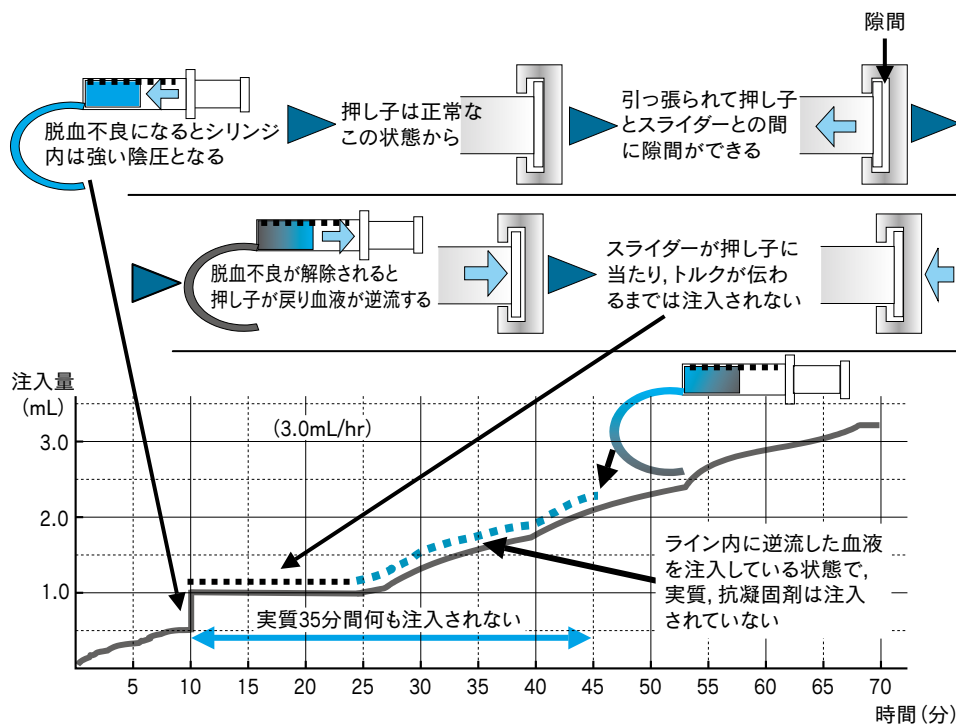 隙間
脱血不良になるとシリンジ
内は強い陰圧となる
押し子は正常な
この状態から
引っ張られて押し子
とスライダーとの間
に隙間ができる
脱血不良が解除されると
押し子が戻り血液が逆流する
スライダーが押し子に
当たり，トルクが伝わ
るまでは注入されない
注入量
(mL)
(3.0mL/hr)
3.0
2.0
1.0
ライン内に逆流した血液
を注入している状態で，
実質，抗凝固剤は注入
されていない
実質35分間何も注入されない
5 10 15 20 25 30 35 40 45 50 55 60 65 70
時間（分）